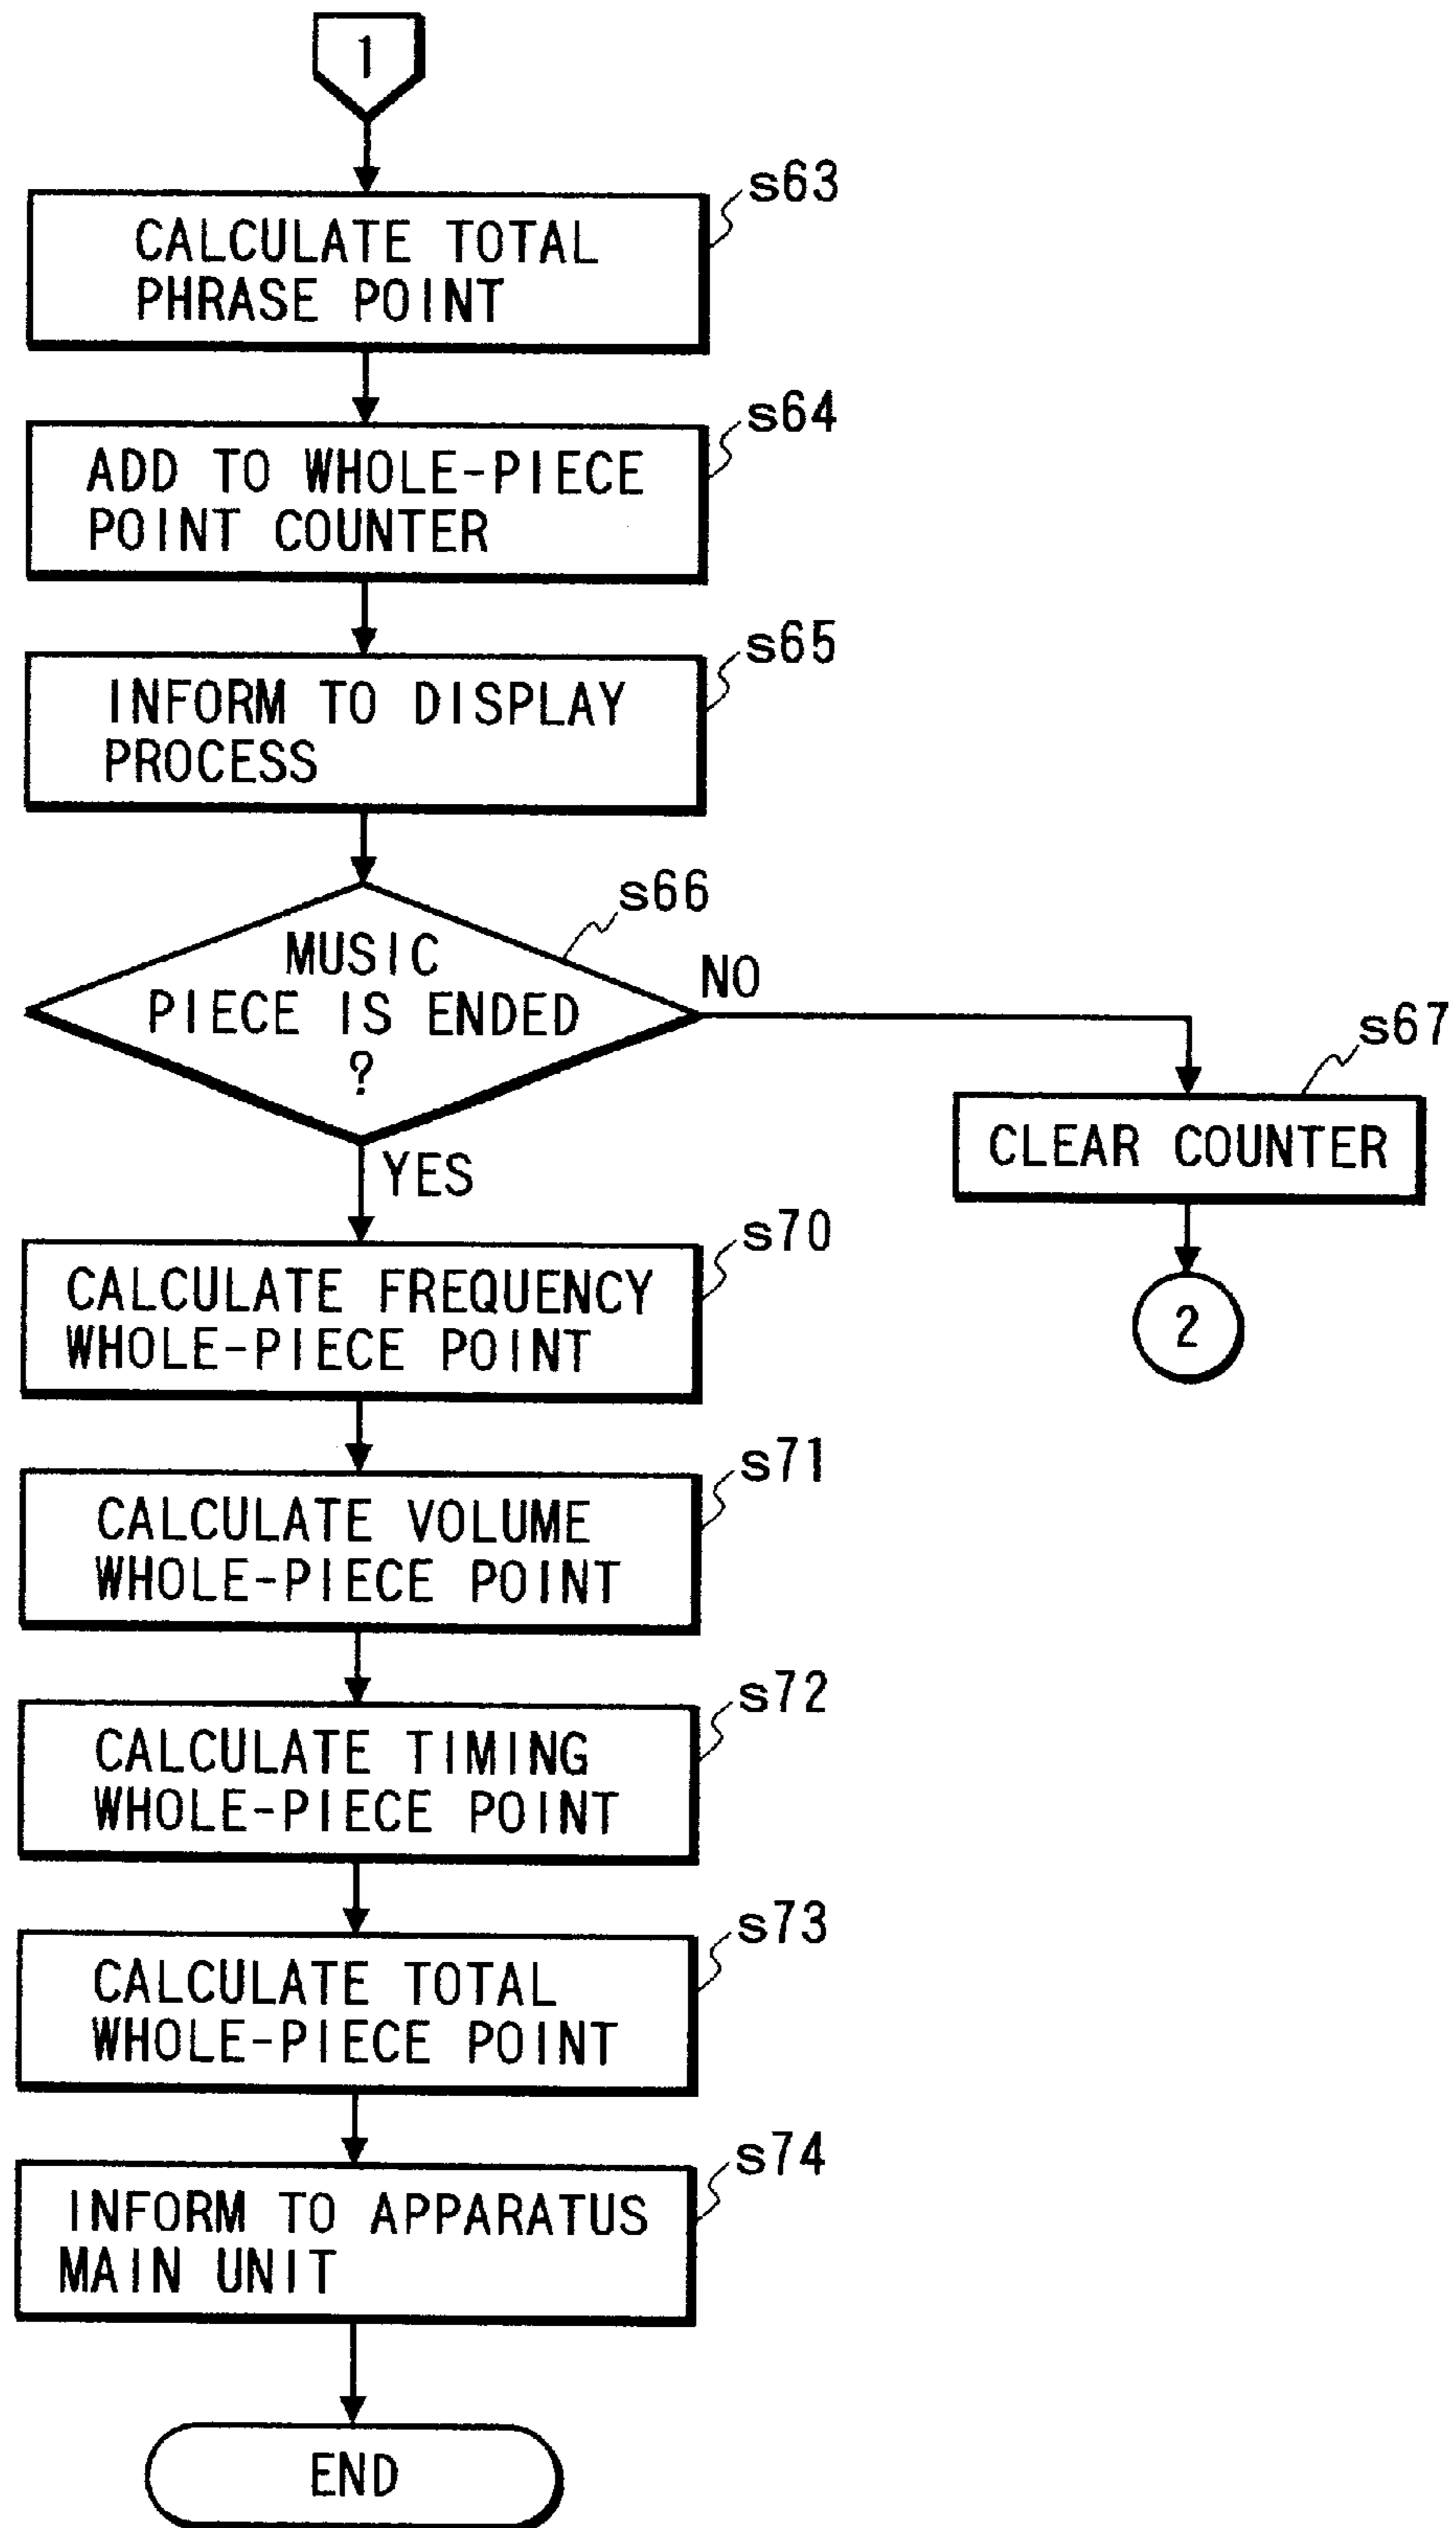 1
s63
CALCULATE TOTAL
PHRASE POINT
s64
ADD TO WHOLE-PIECE
POINT COUNTER
s65
INFORM TO DISPLAY
PROCESS
s66
MUSIC
PIECE IS ENDED
?
NO
YES
s67
CLEAR COUNTER
2
s70
CALCULATE FREQUENCY
WHOLE-PIECE POINT
s71
CALCULATE VOLUME
WHOLE-PIECE POINT
s72
CALCULATE TIMING
WHOLE-PIECE POINT
s73
CALCULATE TOTAL
WHOLE-PIECE POINT
s74
INFORM TO APPARATUS
MAIN UNIT
END